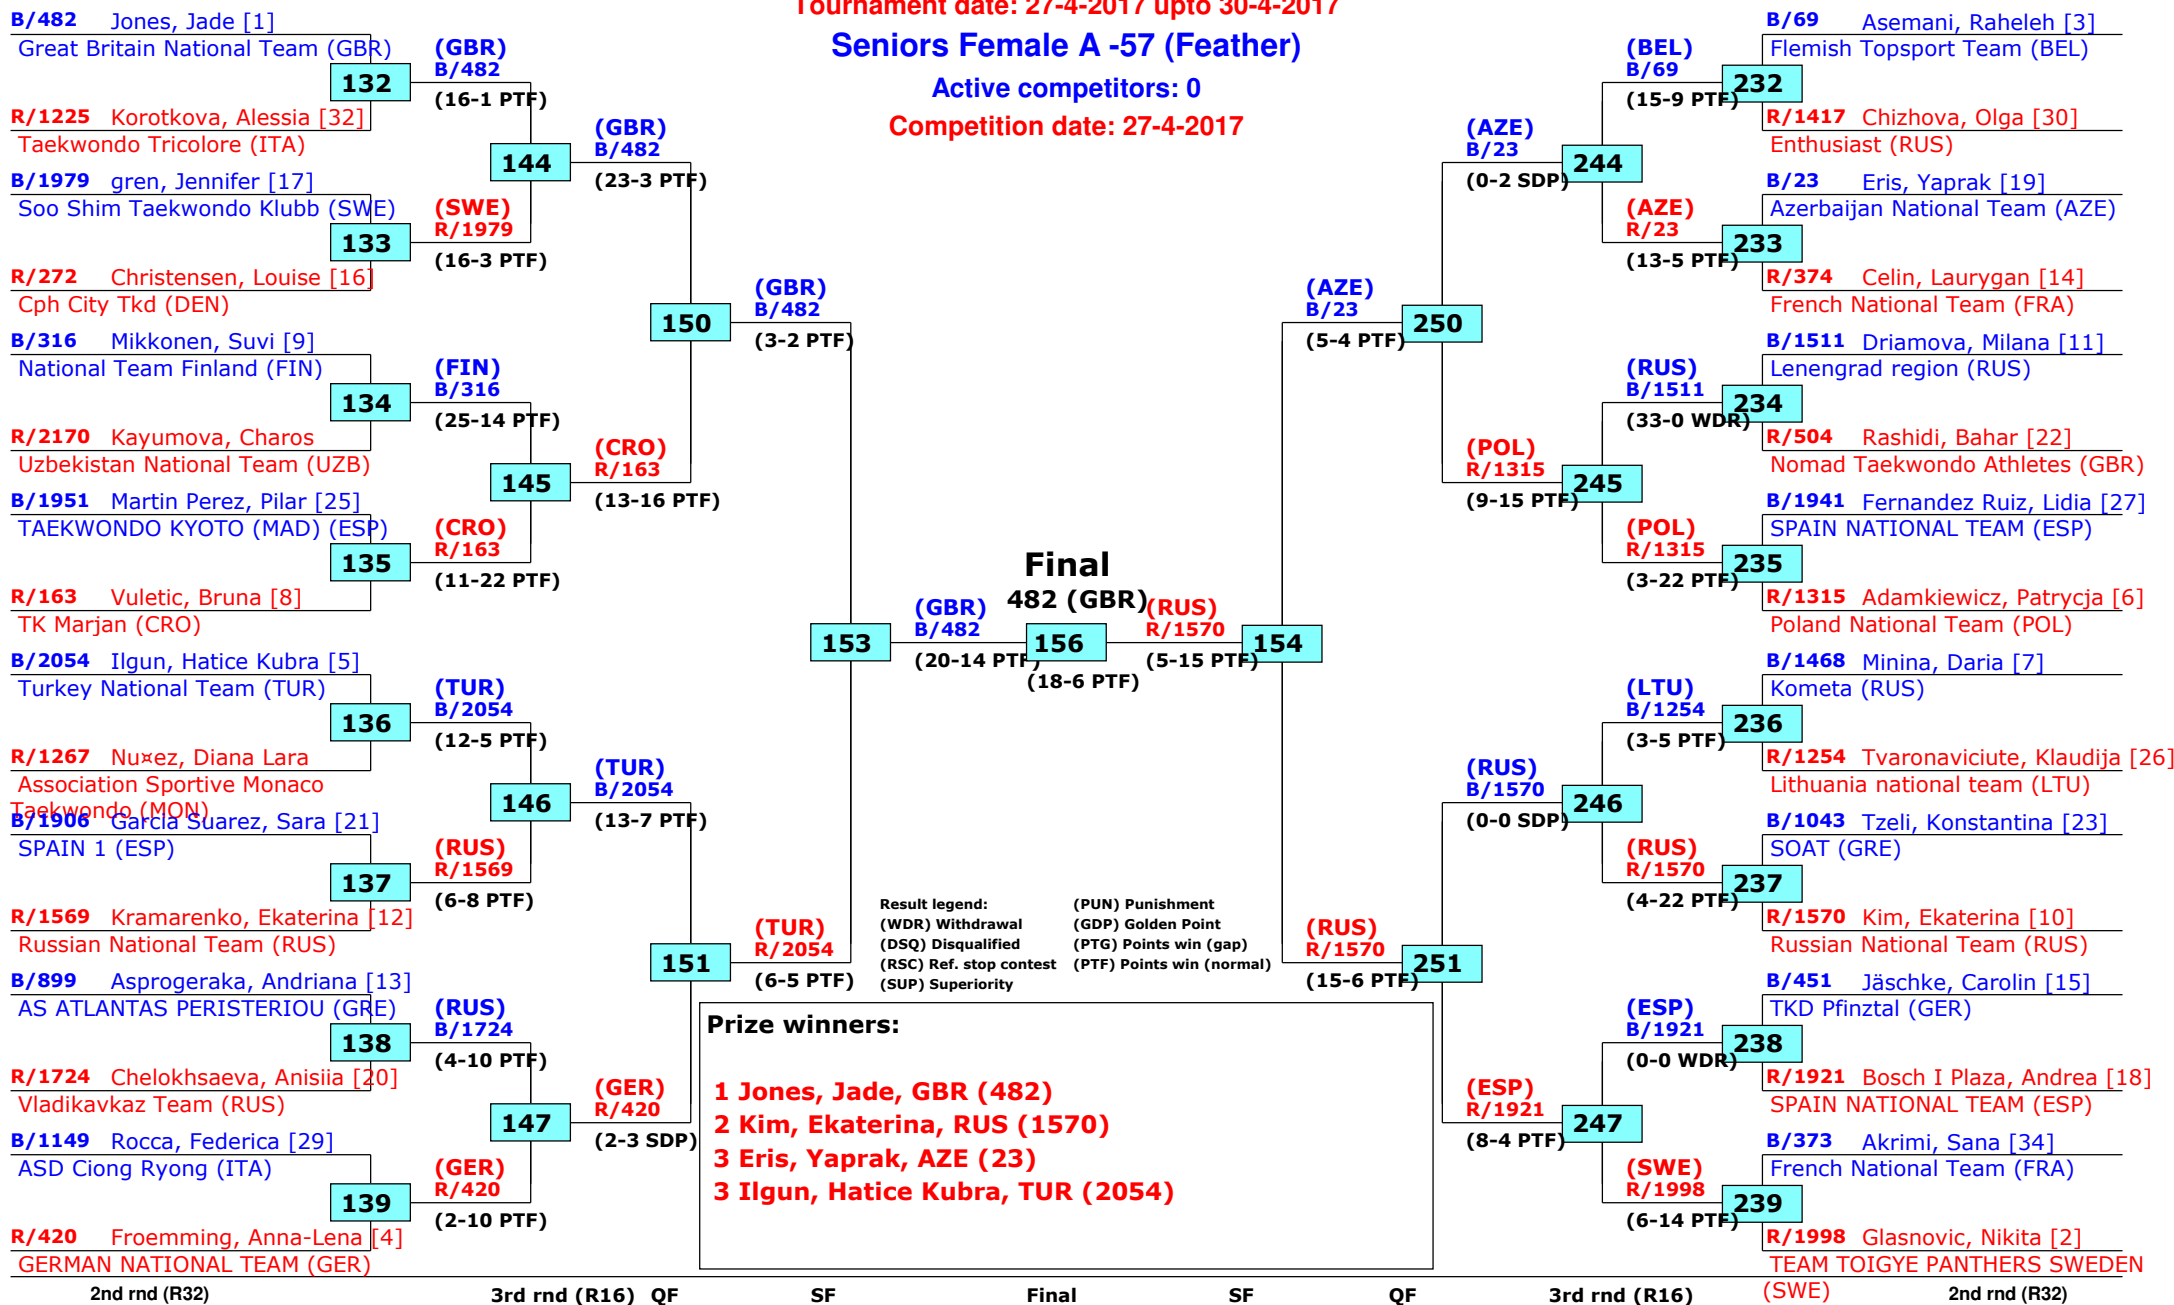 Tournament date: 27-4-2017 upto 30-4-2017
Seniors Female A -57 (Feather)
Active competitors: 0
Competition date: 27-4-2017
B/482 Jones, Jade [1]
Great Britain National Team (GBR)
132
R/1225 Korotkova, Alessia [32]
Taekwondo Tricolore (ITA)
B/1979 gren, Jennifer [17]
Soo Shim Taekwondo Klubb (SWE)
133
R/272 Christensen, Louise [16]
Cph City Tkd (DEN)
B/316 Mikkonen, Suvi [9]
National Team Finland (FIN)
134
R/2170 Kayumova, Charos
Uzbekistan National Team (UZB)
B/1951 Martin Perez, Pilar [25]
TAEKWONDO KYOTO (MAD) (ESP)
135
R/163 Vuletic, Bruna [8]
TK Marjan (CRO)
B/2054 Ilgun, Hatice Kubra [5]
Turkey National Team (TUR)
136
R/1267 Nu¤ez, Diana Lara
Association Sportive Monaco
Taekwondo (MON)
B/1906 Garcia Suarez, Sara [21]
SPAIN 1 (ESP)
137
R/1569 Kramarenko, Ekaterina [12]
Russian National Team (RUS)
B/899 Asprogeraka, Andriana [13]
AS ATLANTAS PERISTERIOU (GRE)
138
R/1724 Chelokhsaeva, Anisiia [20]
Vladikavkaz Team (RUS)
B/1149 Rocca, Federica [29]
ASD Ciong Ryong (ITA)
139
R/420 Froemming, Anna-Lena [4]
GERMAN NATIONAL TEAM (GER)
(GBR)
B/482
(16-1 PTF)
144
(SWE)
R/1979
(16-3 PTF)
(FIN)
B/316
(25-14 PTF)
145
(CRO)
R/163
(11-22 PTF)
(TUR)
B/2054
(12-5 PTF)
146
(RUS)
R/1569
(6-8 PTF)
(RUS)
B/1724
(4-10 PTF)
147
(GER)
R/420
(2-10 PTF)
(GBR)
B/482
(23-3 PTF)
150
(CRO)
R/163
(13-16 PTF)
(TUR)
B/2054
(13-7 PTF)
151
(GER)
R/420
(2-3 SDP)
(GBR)
B/482
(3-2 PTF)
153
(TUR)
R/2054
(6-5 PTF)
(GBR)
B/482
(20-14 PTF)
Final
482 (GBR)
156
(18-6 PTF)
(RUS)
R/1570
(5-15 PTF)
154
(AZE)
B/23
(5-4 PTF)
250
(RUS)
R/1570
(15-6 PTF)
251
(AZE)
B/23
(0-2 SDP)
244
(POL)
R/1315
(9-15 PTF)
245
(RUS)
B/1570
(0-0 SDP)
246
(ESP)
R/1921
(8-4 PTF)
247
(BEL)
B/69
(15-9 PTF)
(AZE)
R/23
(13-5 PTF)
(RUS)
B/1511
(33-0 WDR)
(POL)
R/1315
(3-22 PTF)
(LTU)
B/1254
(3-5 PTF)
(RUS)
R/1570
(4-22 PTF)
(ESP)
B/1921
(0-0 WDR)
(SWE)
R/1998
(6-14 PTF)
B/69 Asemani, Raheleh [3]
Flemish Topsport Team (BEL)
232
R/1417 Chizhova, Olga [30]
Enthusiast (RUS)
B/23 Eris, Yaprak [19]
Azerbaijan National Team (AZE)
233
R/374 Celin, Laurygan [14]
French National Team (FRA)
B/1511 Driamova, Milana [11]
Lenengrad region (RUS)
234
R/504 Rashidi, Bahar [22]
Nomad Taekwondo Athletes (GBR)
B/1941 Fernandez Ruiz, Lidia [27]
SPAIN NATIONAL TEAM (ESP)
235
R/1315 Adamkiewicz, Patrycja [6]
Poland National Team (POL)
B/1468 Minina, Daria [7]
Kometa (RUS)
236
R/1254 Tvaronaviciute, Klaudija [26]
Lithuania national team (LTU)
B/1043 Tzeli, Konstantina [23]
SOAT (GRE)
237
R/1570 Kim, Ekaterina [10]
Russian National Team (RUS)
B/451 Jäschke, Carolin [15]
TKD Pfinztal (GER)
238
R/1921 Bosch I Plaza, Andrea [18]
SPAIN NATIONAL TEAM (ESP)
B/373 Akrimi, Sana [34]
French National Team (FRA)
239
R/1998 Glasnovic, Nikita [2]
TEAM TOIGYE PANTHERS SWEDEN
(SWE)
Result legend:
(WDR) Withdrawal
(DSQ) Disqualified
(RSC) Ref. stop contest
(SUP) Superiority
(PUN) Punishment
(GDP) Golden Point
(PTG) Points win (gap)
(PTF) Points win (normal)
Prize winners:
1 Jones, Jade, GBR (482)
2 Kim, Ekaterina, RUS (1570)
3 Eris, Yaprak, AZE (23)
3 Ilgun, Hatice Kubra, TUR (2054)
2nd rnd (R32) 3rd rnd (R16) QF SF Final SF QF 3rd rnd (R16) 2nd rnd (R32)